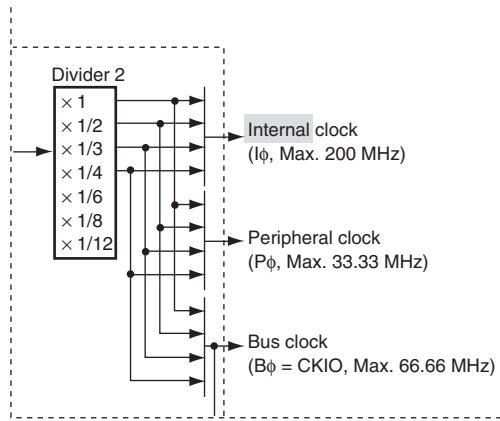 Divider 2
× 1
× 1/2
× 1/3
× 1/4
× 1/6
× 1/8
× 1/12
Internal clock
(Iϕ, Max. 200 MHz)
Peripheral clock
(Pϕ, Max. 33.33 MHz)
Bus clock
(Bϕ = CKIO, Max. 66.66 MHz)